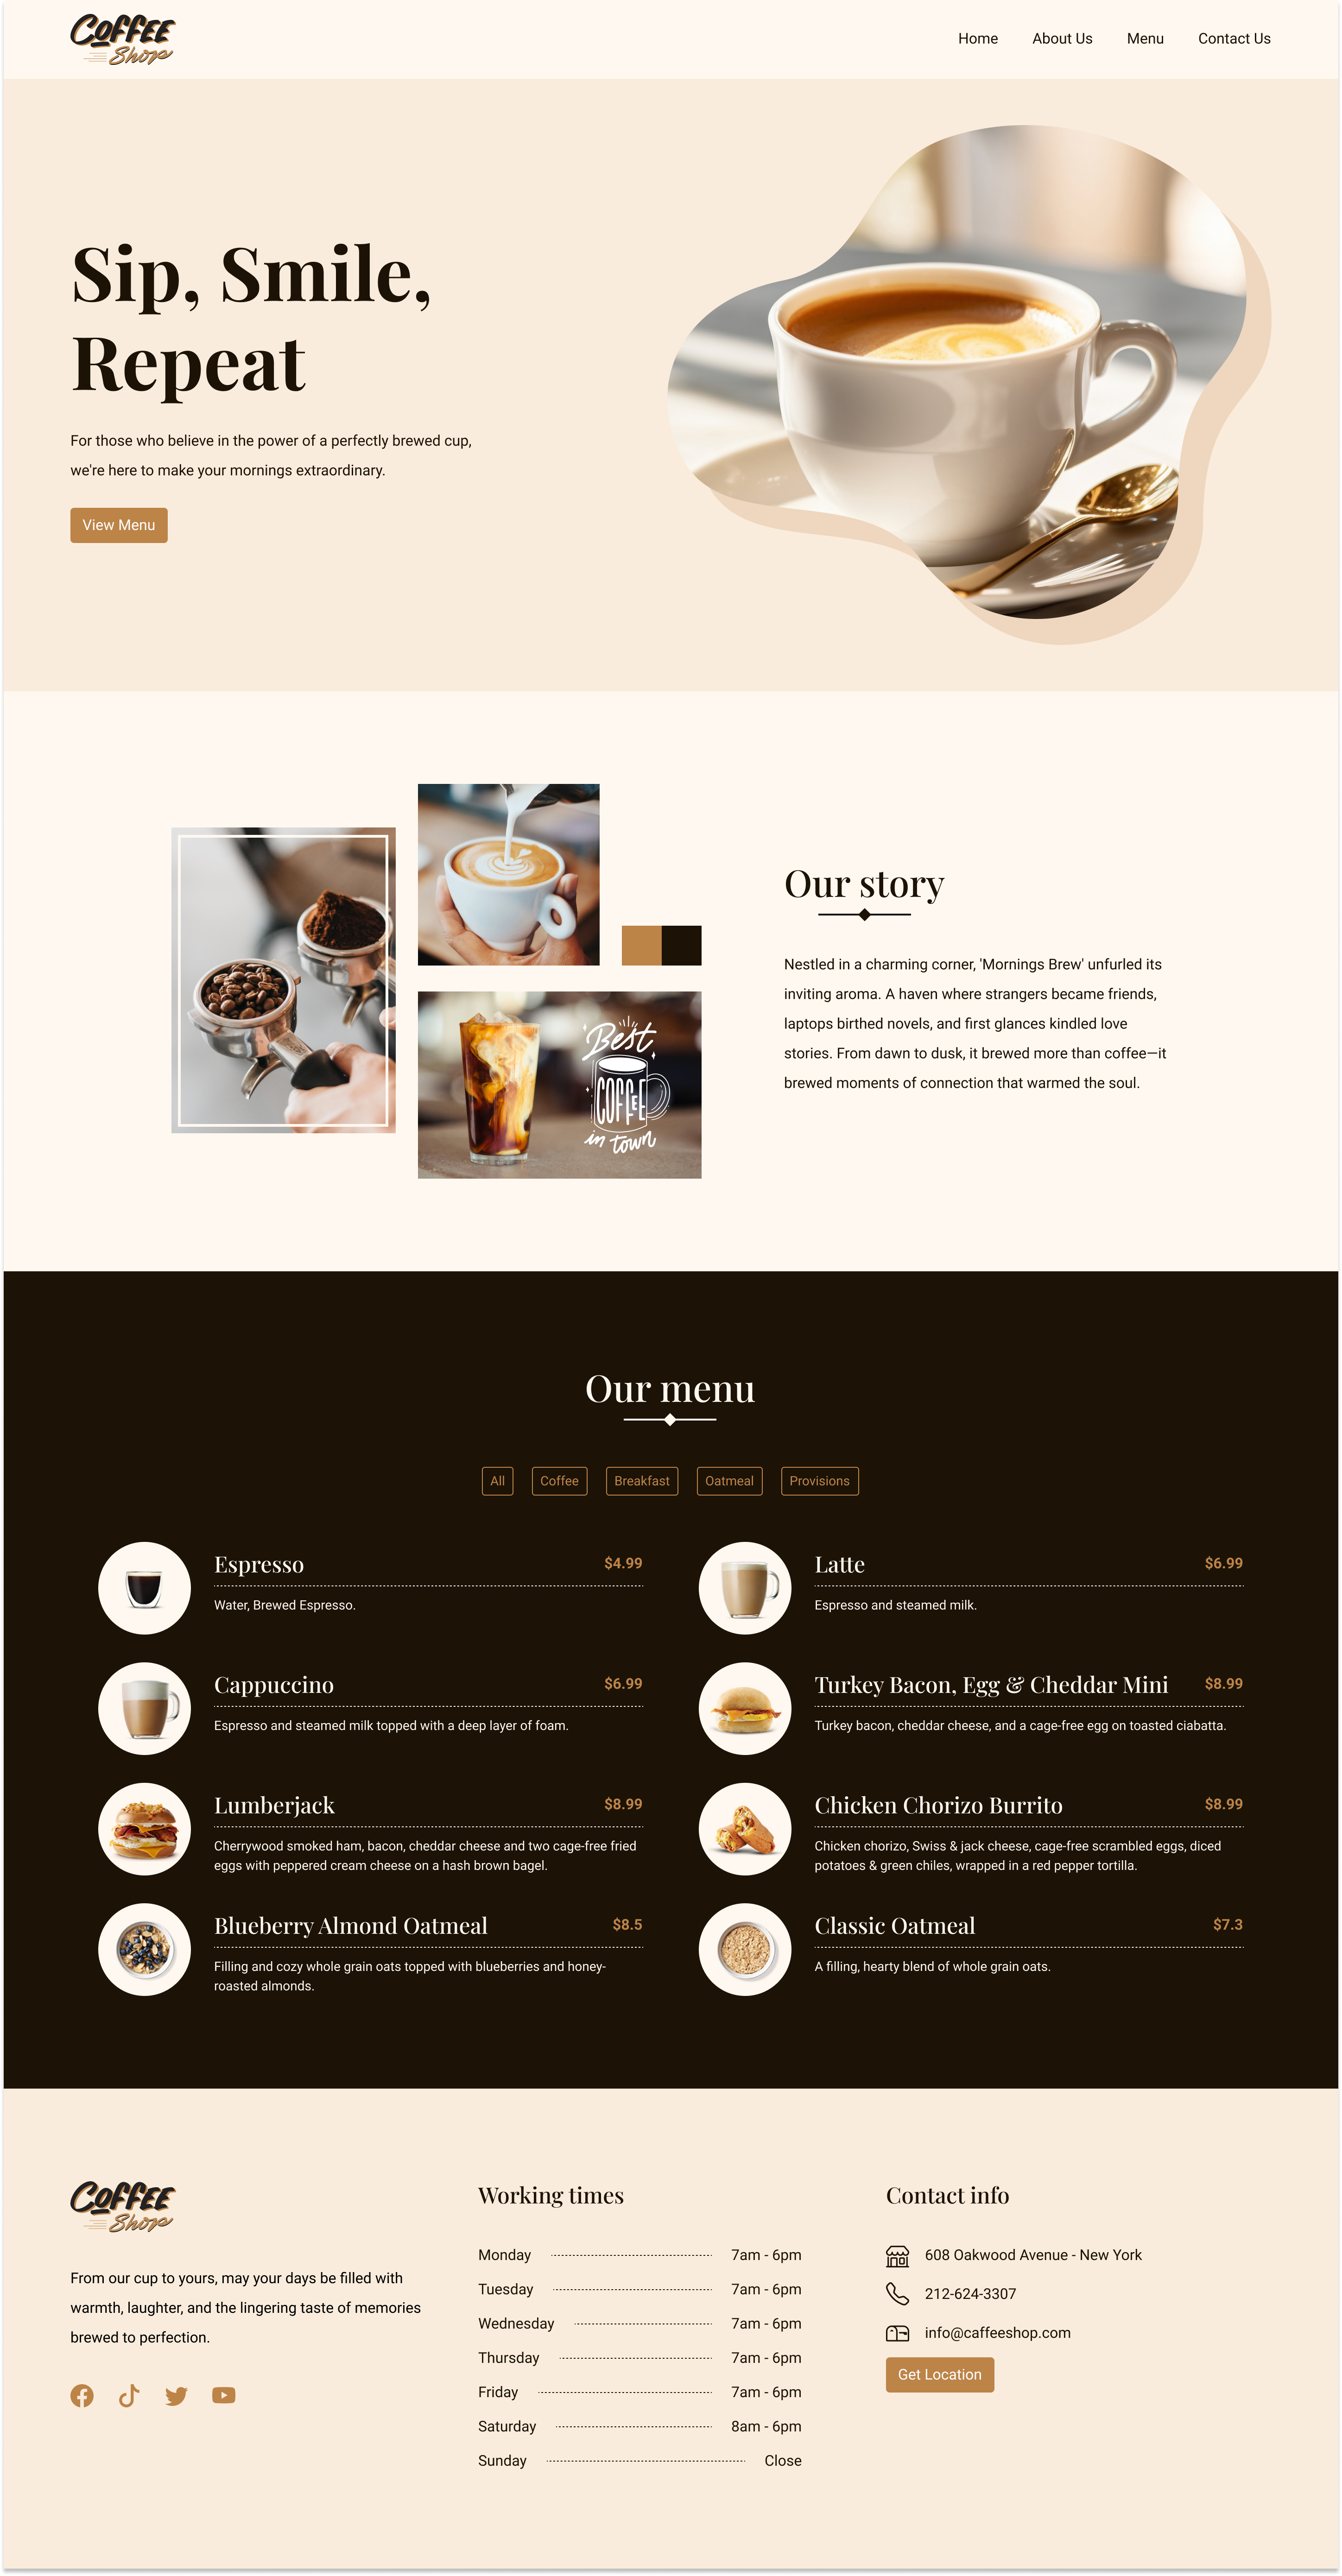 COFFEE
Shop
Home
About Us
Menu
Contact Us
Sip, Smile,
Repeat
For those who believe in the power of a perfectly brewed cup,
we're here to make your mornings extraordinary.
View Menu
Best
COFFEE
in town
Our story
Nestled in a charming corner, 'Mornings Brew' unfurled its
inviting aroma. A haven where strangers became friends,
laptops birthed novels, and first glances kindled love
stories. From dawn to dusk, it brewed more than coffee—it
brewed moments of connection that warmed the soul.
Our menu
All
Coffee
Breakfast
Oatmeal
Provisions
Espresso $4.99
Water, Brewed Espresso.
Latte $6.99
Espresso and steamed milk.
Cappuccino $6.99
Espresso and steamed milk topped with a deep layer of foam.
Turkey Bacon, Egg & Cheddar Mini $8.99
Turkey bacon, cheddar cheese, and a cage-free egg on toasted ciabatta.
Lumberjack $8.99
Cherrywood smoked ham, bacon, cheddar cheese and two cage-free fried
eggs with peppered cream cheese on a hash brown bagel.
Chicken Chorizo Burrito $8.99
Chicken chorizo, Swiss & jack cheese, cage-free scrambled eggs, diced
potatoes & green chiles, wrapped in a red pepper tortilla.
Blueberry Almond Oatmeal $8.5
Filling and cozy whole grain oats topped with blueberries and honey-
roasted almonds.
Classic Oatmeal $7.3
A filling, hearty blend of whole grain oats.
COFFEE
Shop
From our cup to yours, may your days be filled with
warmth, laughter, and the lingering taste of memories
brewed to perfection.
Working times
Monday 7am - 6pm
Tuesday 7am - 6pm
Wednesday 7am - 6pm
Thursday 7am - 6pm
Friday 7am - 6pm
Saturday 8am - 6pm
Sunday Close
Contact info
608 Oakwood Avenue - New York
212-624-3307
info@caffeeshop.com
Get Location